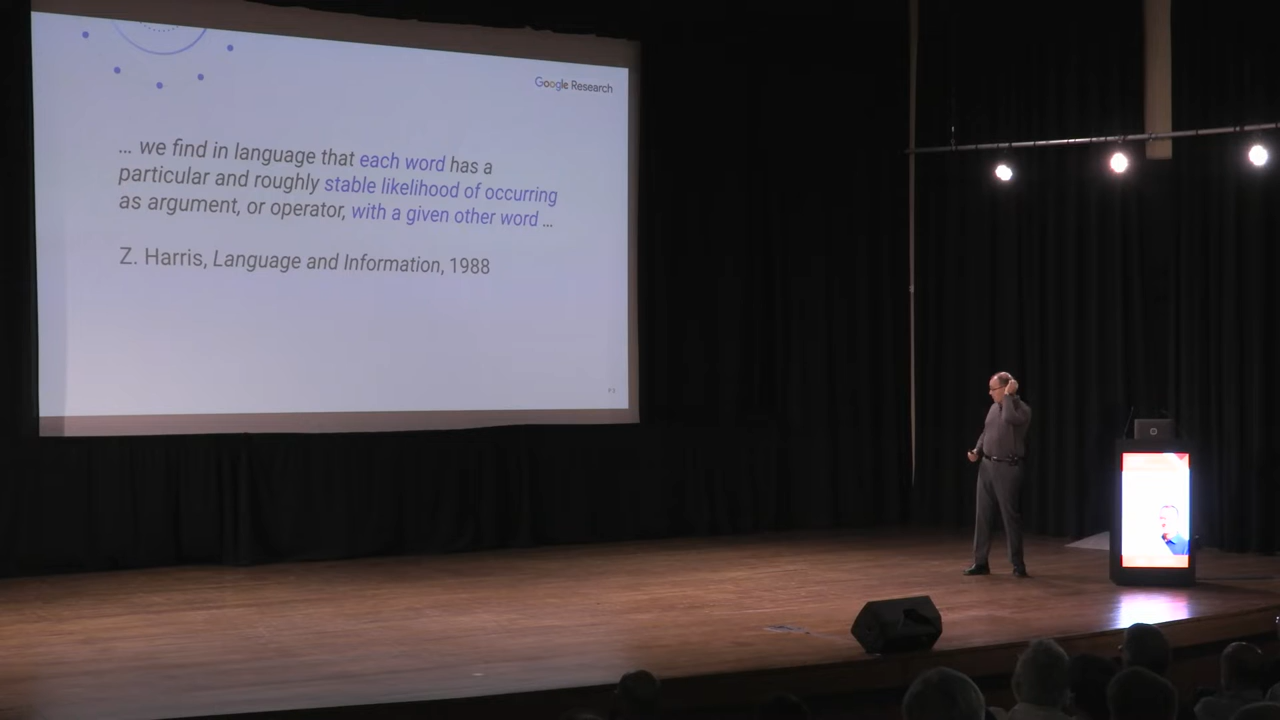 Google Research
… we find in language that each word has a
particular and roughly stable likelihood of occurring
as argument, or operator, with a given other word …
Z. Harris, Language and Information, 1988